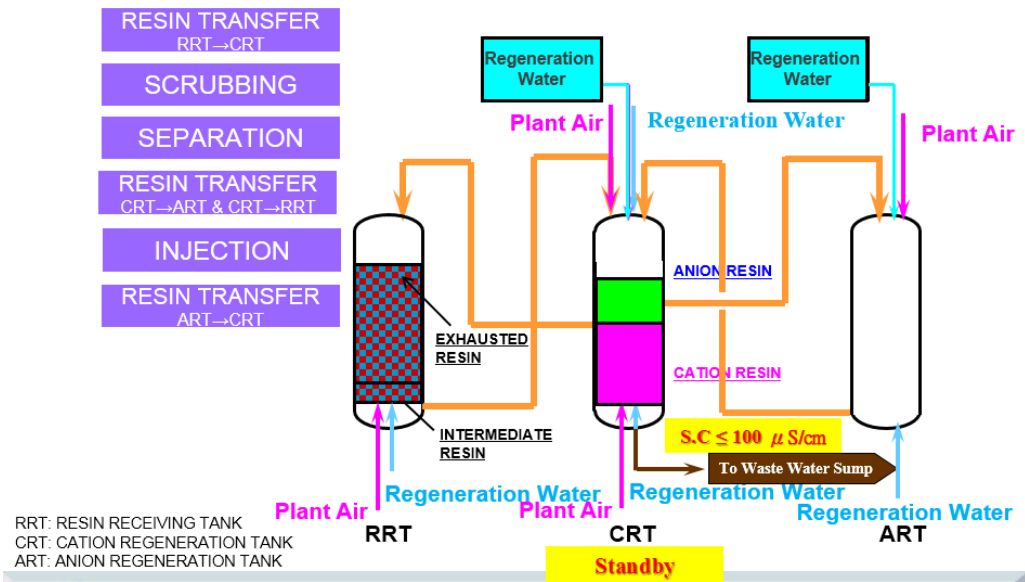 RESIN TRANSFER
RRT→CRT
SCRUBBING
SEPARATION
RESIN TRANSFER
CRT→ART & CRT→RRT
INJECTION
RESIN TRANSFER
ART→CRT
Regeneration
Water
Regeneration
Water
Plant Air
Regeneration Water
Plant Air
ANION RESIN
EXHAUSTED
RESIN
CATION RESIN
INTERMEDIATE
RESIN
S.C ≤ 100 μ S/cm
To Waste Water Sump
Regeneration Water
Regeneration Water
Plant Air
Plant Air
Regeneration Water
RRT
CRT
ART
Standby
RRT: RESIN RECEIVING TANK
CRT: CATION REGENERATION TANK
ART: ANION REGENERATION TANK